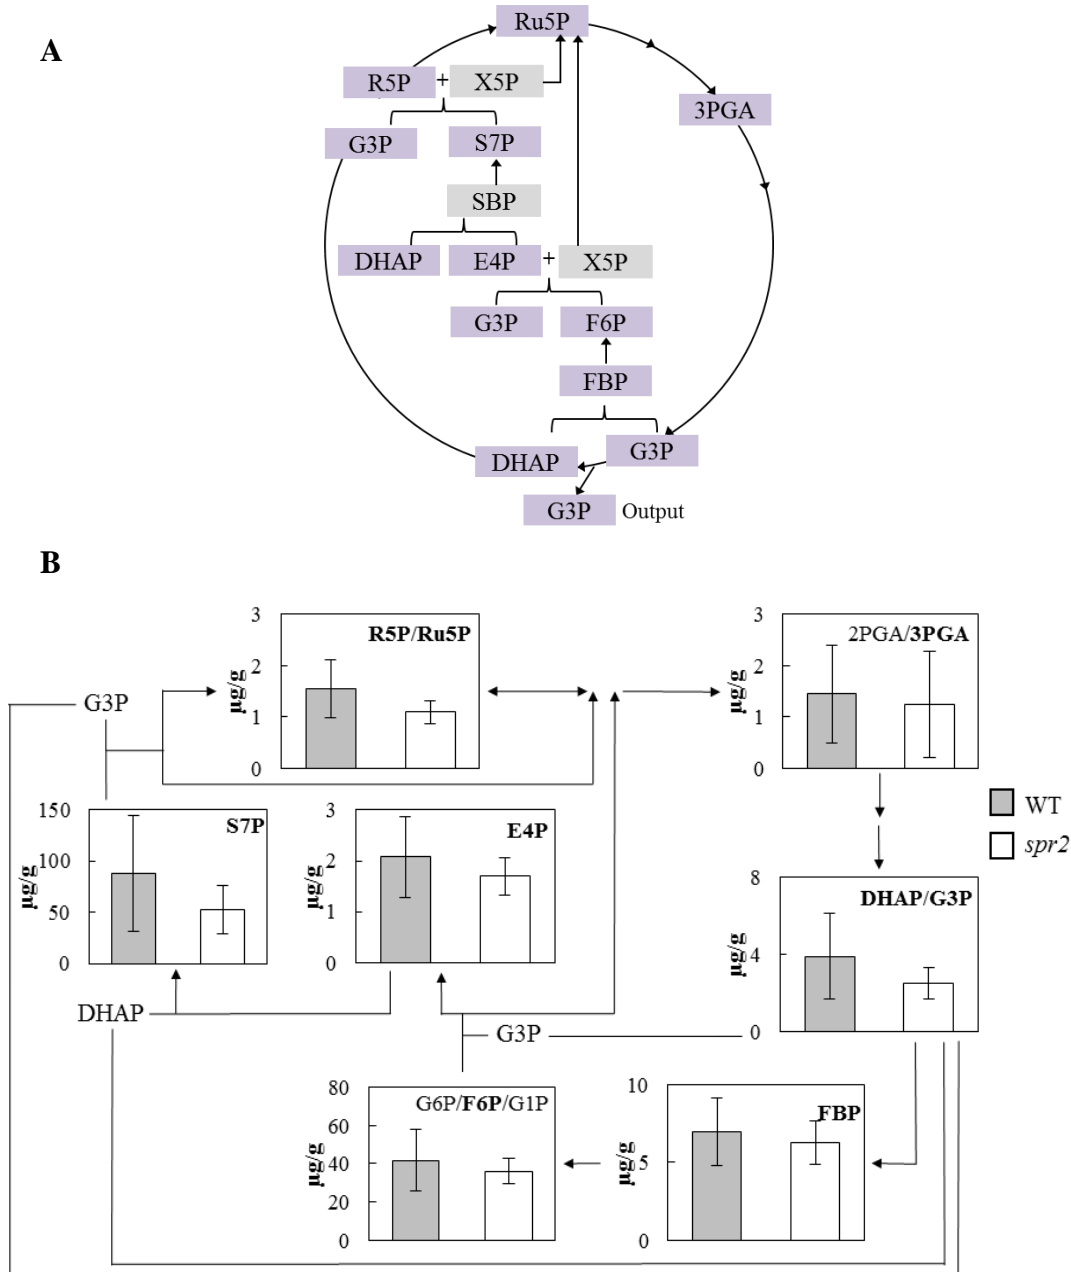 A
Ru5P
R5P + X5P
3PGA
G3P S7P
SBP
DHAP E4P + X5P
G3P F6P
FBP
DHAP G3P
G3P Output
B
3
2
1
0
µg/g
R5P/Ru5P
3
2
1
0
µg/g
2PGA/3PGA
G3P
WT
spr2
150
100
50
0
µg/g
S7P
3
2
1
0
µg/g
E4P
8
4
0
µg/g
DHAP/G3P
DHAP
G3P
80
60
40
20
0
µg/g
G6P/F6P/G1P
10
5
0
µg/g
FBP